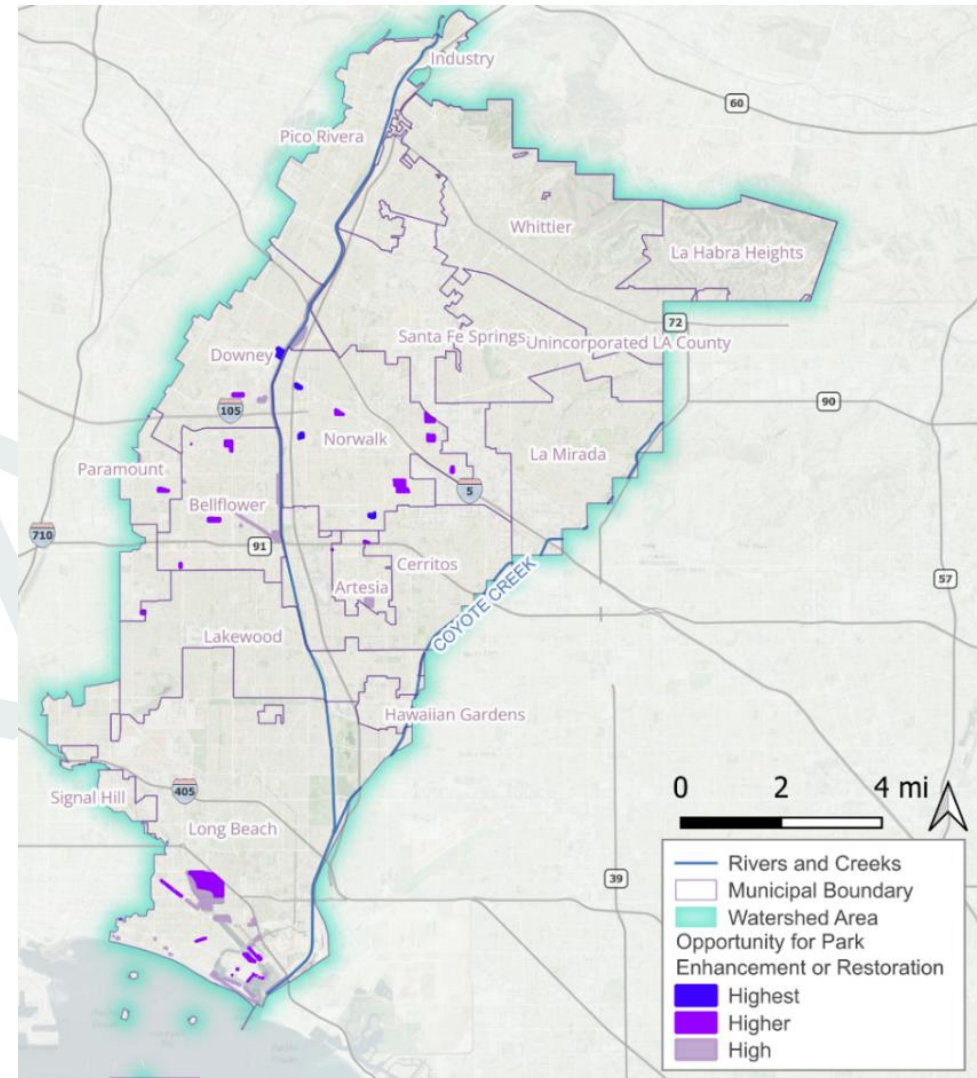 Industry
60
Pico Rivera
Whittier
La Habra Heights
72
Santa Fe Springs
Unincorporated LA County
Downey
105
90
Norwalk
La Mirada
Paramount
5
Bellflower
710
91
Cerritos
Artesia
57
COYOTE CREEK
Lakewood
Hawaiian Gardens
405
Signal Hill
Long Beach
39
0 2 4 mi
Rivers and Creeks
Municipal Boundary
Watershed Area
Opportunity for Park
Enhancement or Restoration
Highest
Higher
High